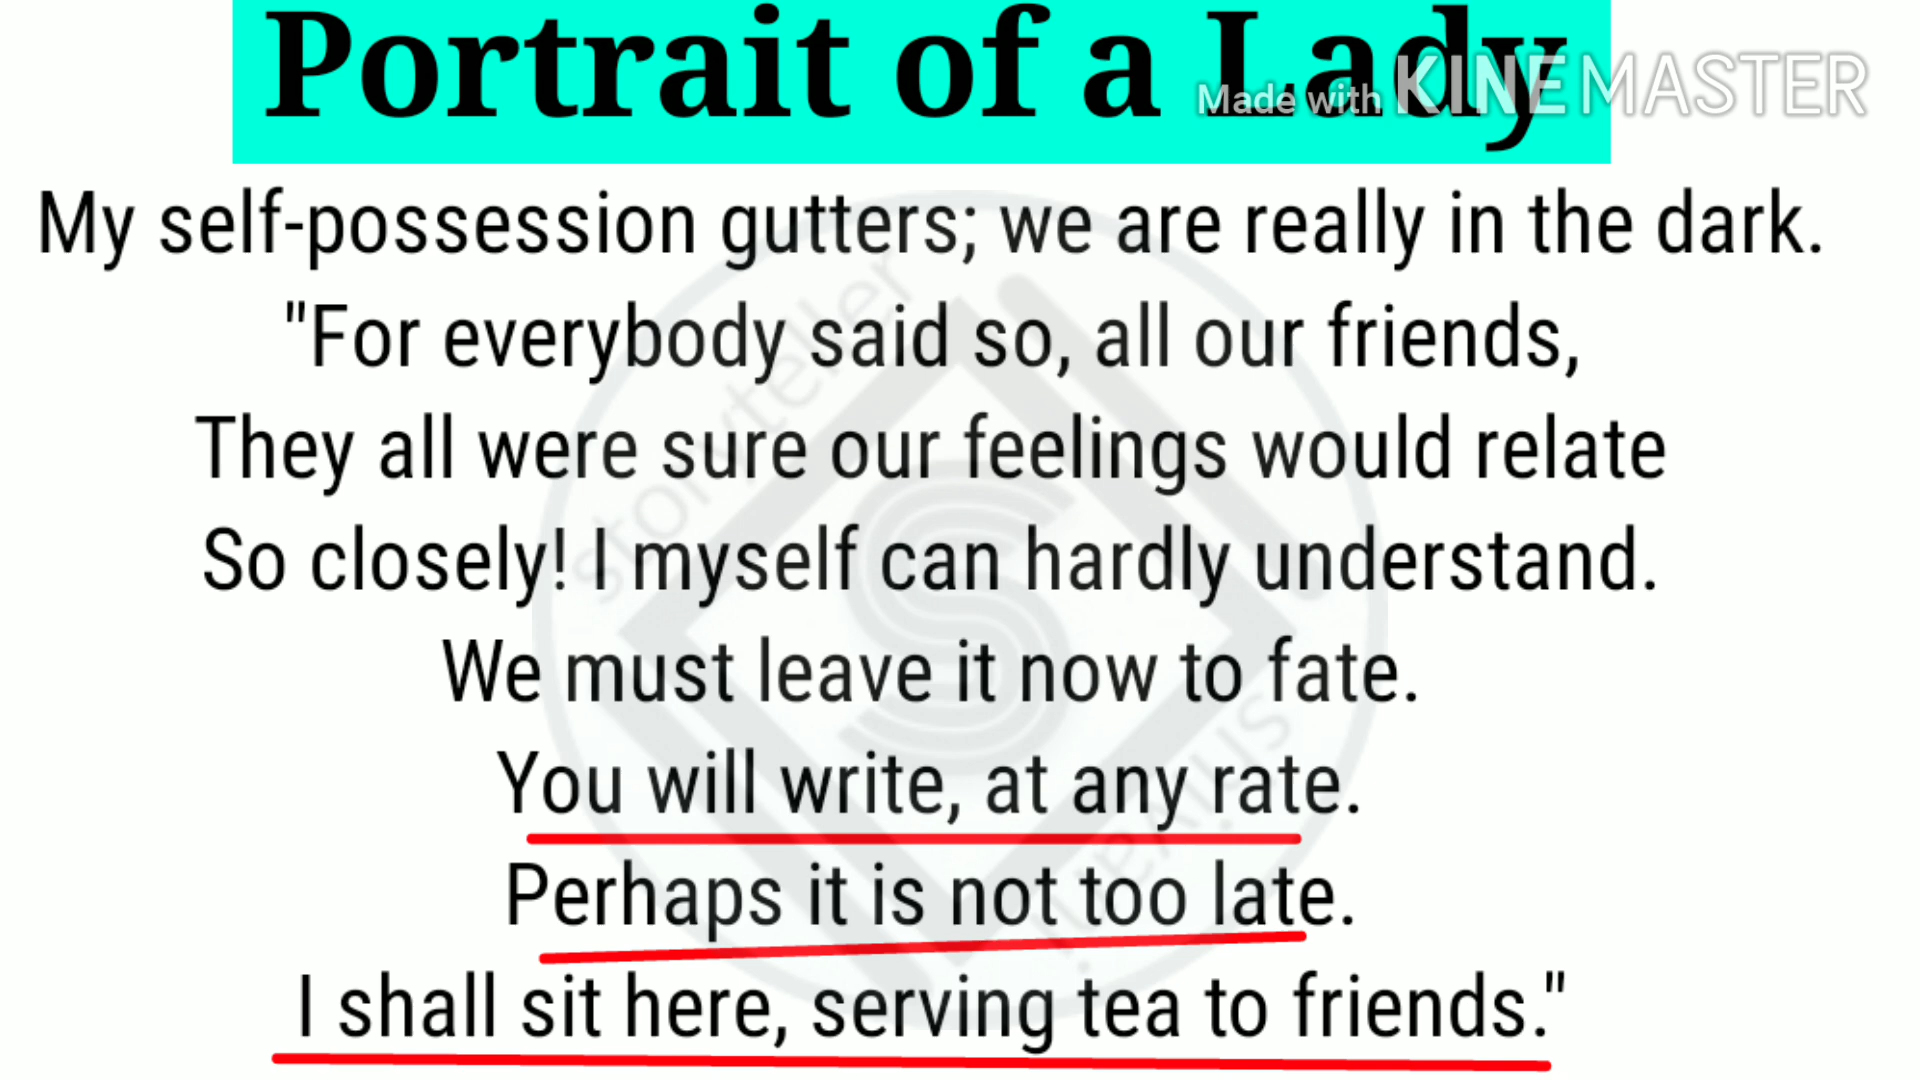 Portrait of a Lady
Made with KINEMASTER
My self-possession gutters; we are really in the dark.
"For everybody said so, all our friends,
They all were sure our feelings would relate
So closely! I myself can hardly understand.
We must leave it now to fate.
You will write, at any rate.
Perhaps it is not too late.
I shall sit here, serving tea to friends."
storyteller